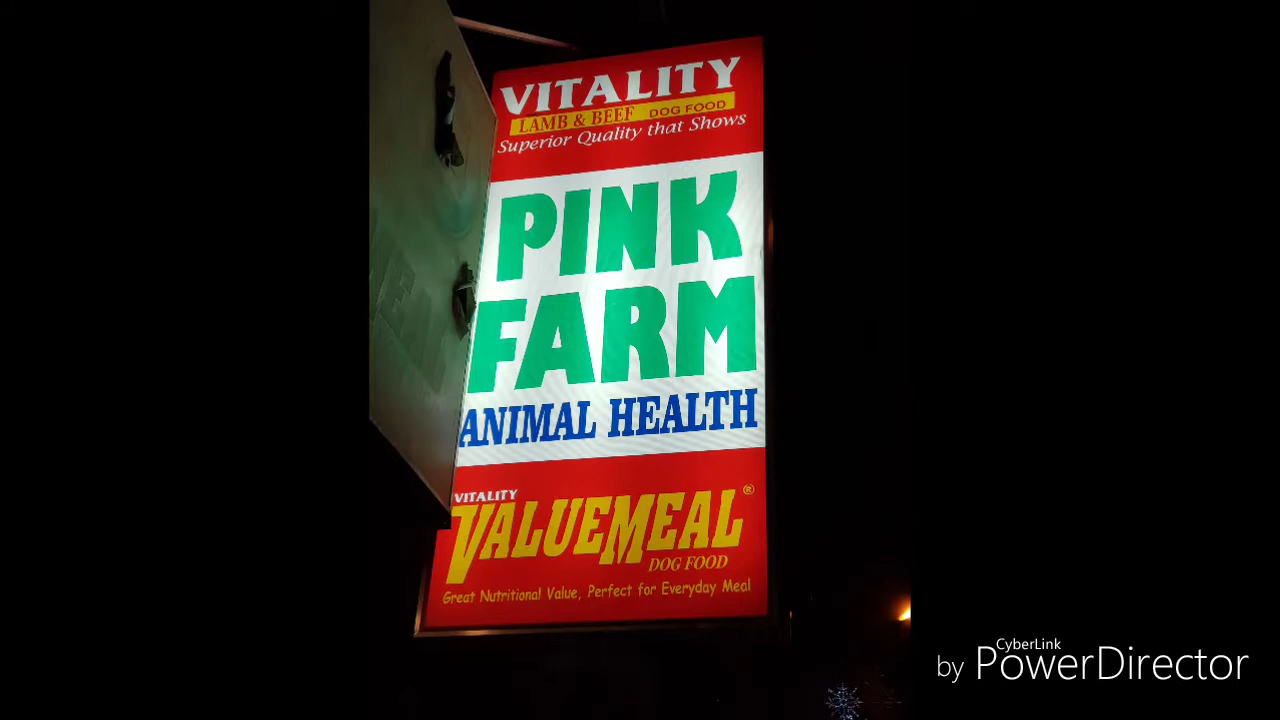 VITALITY
LAMB & BEEF DOG FOOD
Superior Quality that Shows
PINK
FARM
ANIMAL HEALTH
VITALITY
VALUEMEAL®
DOG FOOD
Great Nutritional Value, Perfect for Everyday Meal
by CyberLink PowerDirector